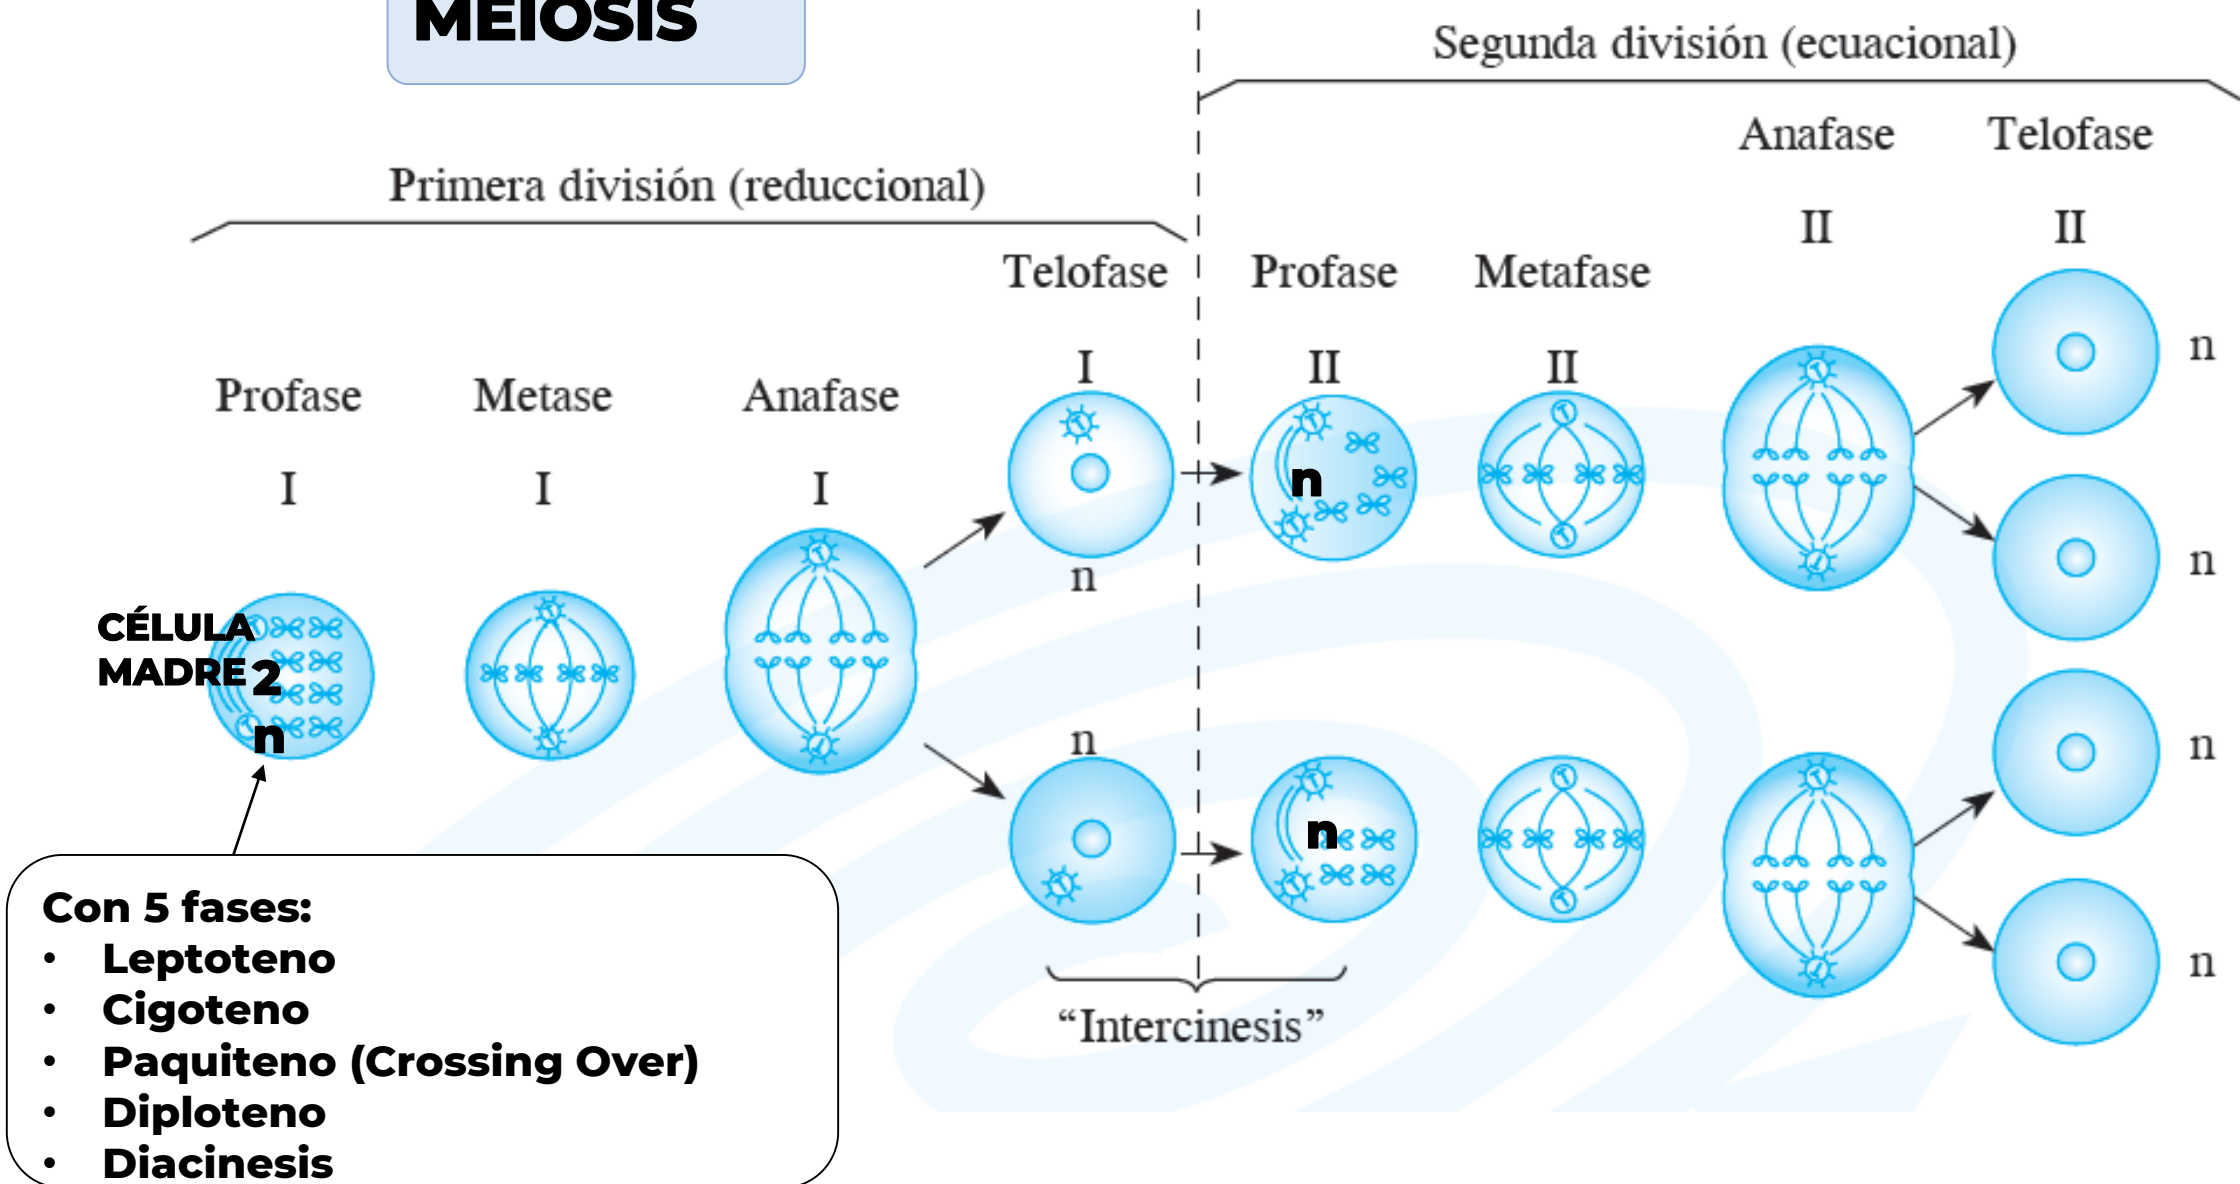 MEIOSIS
Segunda división (ecuacional)
Primera división (reduccional)
Profase
I
Metase
I
Anafase
I
Telofase
I
Profase
II
Metafase
II
Anafase
II
Telofase
II
CÉLULA
MADRE
2
n
n
n
n
n
n
n
n
n
“Intercinesis”
Con 5 fases:
• Leptoteno
• Cigoteno
• Paquiteno (Crossing Over)
• Diploteno
• Diacinesis